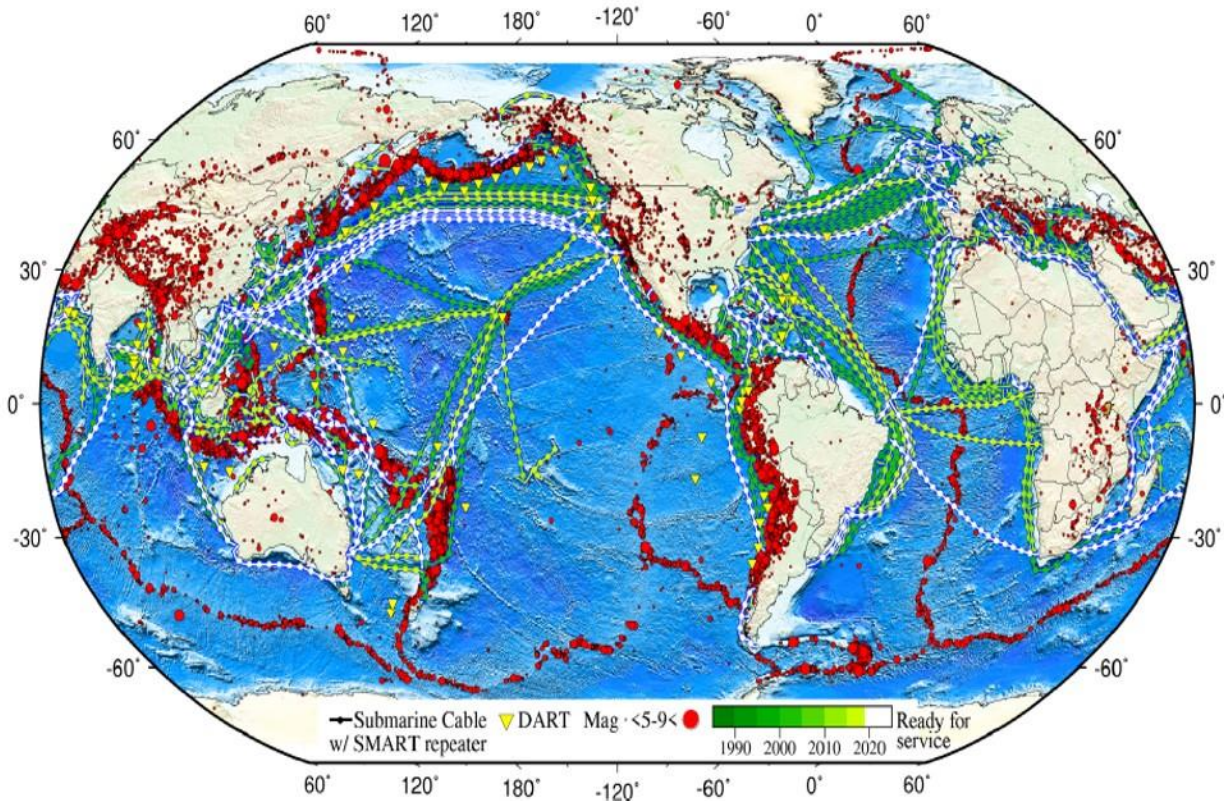 60° 120° 180° -120° -60° 0° 60°
60° 60°
30° 30°
0° 0°
-30° -30°
-60° -60°
Submarine Cable DART Mag <5-9< Ready for
w/ SMART repeater 1990 2000 2010 2020 service
60° 120° 180° -120° -60° 0° 60°